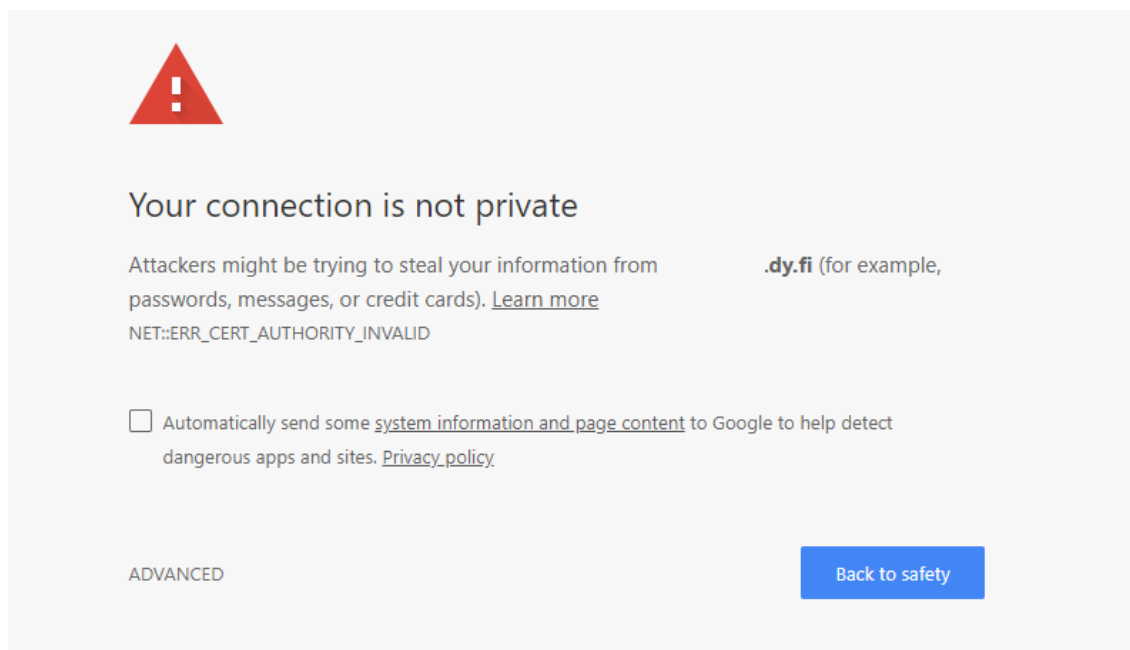 Your connection is not private
Attackers might be trying to steal your information from .dy.fi (for example,
passwords, messages, or credit cards). Learn more
NET::ERR_CERT_AUTHORITY_INVALID
Automatically send some system information and page content to Google to help detect
dangerous apps and sites. Privacy policy
ADVANCED
Back to safety